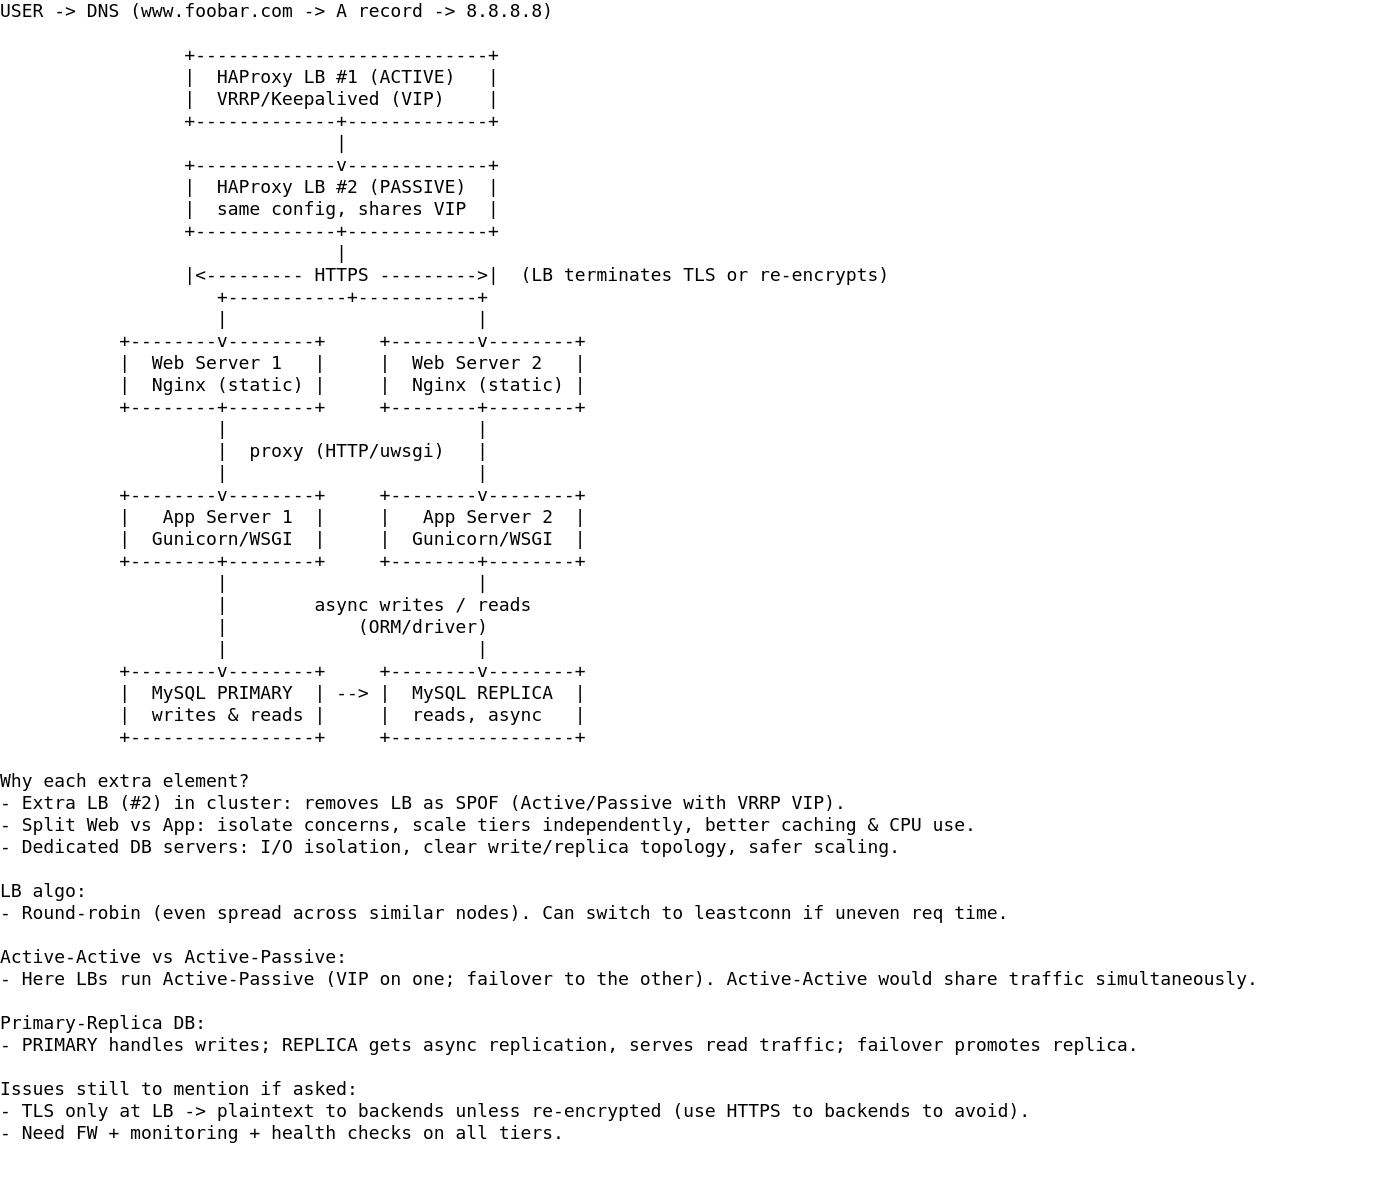 USER -> DNS (www.foobar.com -> A record -> 8.8.8.8)

                 +---------------------------+
                 |  HAProxy LB #1 (ACTIVE)   |
                 |  VRRP/Keepalived (VIP)    |
                 +-------------+-------------+
                               |
                 +-------------v-------------+
                 |  HAProxy LB #2 (PASSIVE)  |
                 |  same config, shares VIP  |
                 +-------------+-------------+
                               |
                 |<--------- HTTPS --------->|  (LB terminates TLS or re-encrypts)
                    +-----------+-----------+
                    |                       |
           +--------v--------+     +--------v--------+
           |  Web Server 1   |     |  Web Server 2   |
           |  Nginx (static) |     |  Nginx (static) |
           +--------+--------+     +--------+--------+
                    |                       |
                    |  proxy (HTTP/uwsgi)   |
                    |                       |
           +--------v--------+     +--------v--------+
           |   App Server 1  |     |   App Server 2  |
           |  Gunicorn/WSGI  |     |  Gunicorn/WSGI  |
           +--------+--------+     +--------+--------+
                    |                       |
                    |        async writes / reads
                    |            (ORM/driver)
                    |                       |
           +--------v--------+     +--------v--------+
           |  MySQL PRIMARY  | --> |  MySQL REPLICA  |
           |  writes & reads |     |  reads, async   |
           +-----------------+     +-----------------+

Why each extra element?
- Extra LB (#2) in cluster: removes LB as SPOF (Active/Passive with VRRP VIP).
- Split Web vs App: isolate concerns, scale tiers independently, better caching & CPU use.
- Dedicated DB servers: I/O isolation, clear write/replica topology, safer scaling.

LB algo:
- Round-robin (even spread across similar nodes). Can switch to leastconn if uneven req time.

Active-Active vs Active-Passive:
- Here LBs run Active-Passive (VIP on one; failover to the other). Active-Active would share traffic simultaneously.

Primary-Replica DB:
- PRIMARY handles writes; REPLICA gets async replication, serves read traffic; failover promotes replica.

Issues still to mention if asked:
- TLS only at LB -> plaintext to backends unless re-encrypted (use HTTPS to backends to avoid).
- Need FW + monitoring + health checks on all tiers.